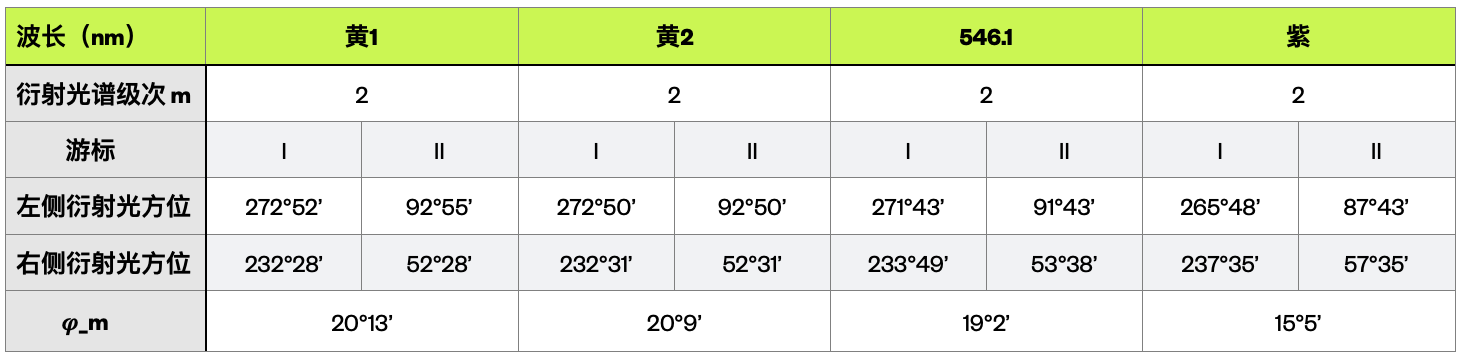 波长（nm） 黄1 黄2 546.1 紫
衍射光谱级次 m 2 2 2 2
游标 I II I II I II I II
左侧衍射光方位 272°52’ 92°55’ 272°50’ 92°50’ 271°43’ 91°43’ 265°48’ 87°43’
右侧衍射光方位 232°28’ 52°28’ 232°31’ 52°31’ 233°49’ 53°38’ 237°35’ 57°35’
φ_m 20°13’ 20°9’ 19°2’ 15°5’